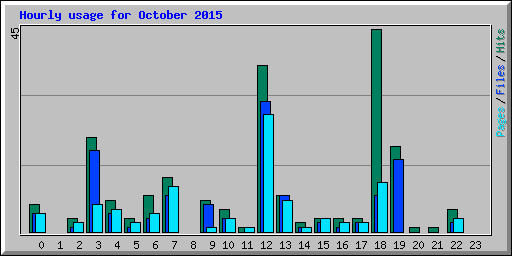 Hourly usage for October 2015
45
Pages/Files/Hits
0 1 2 3 4 5 6 7 8 9 10 11 12 13 14 15 16 17 18 19 20 21 22 23